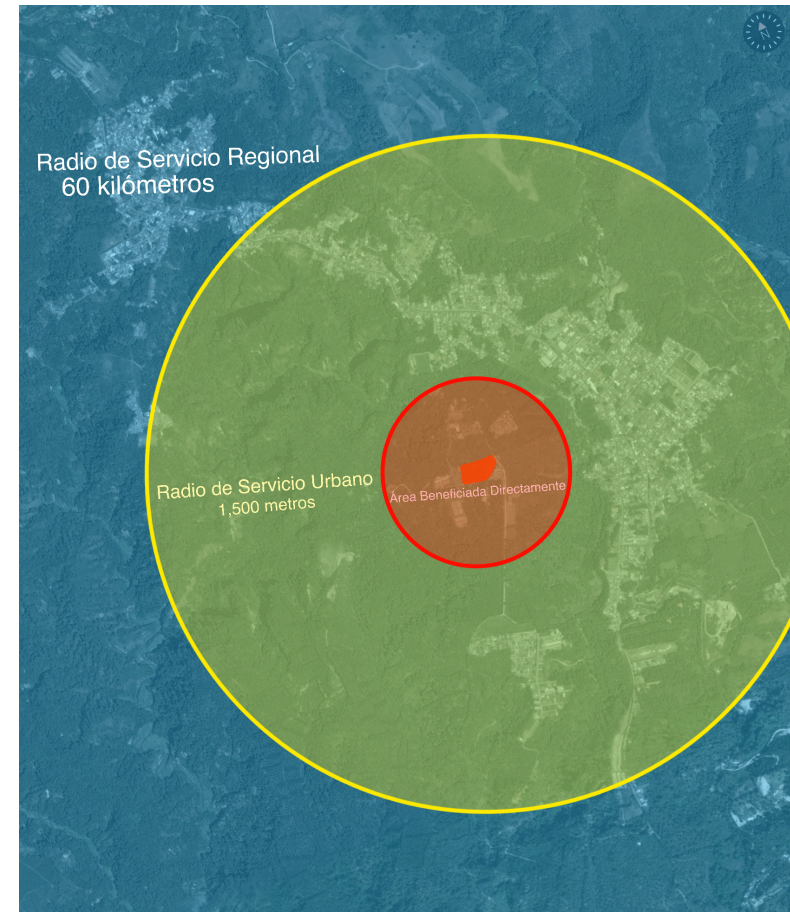 N
Radio de Servicio Regional
60 kilómetros
Radio de Servicio Urbano
1,500 metros
Área Beneficiada Directamente